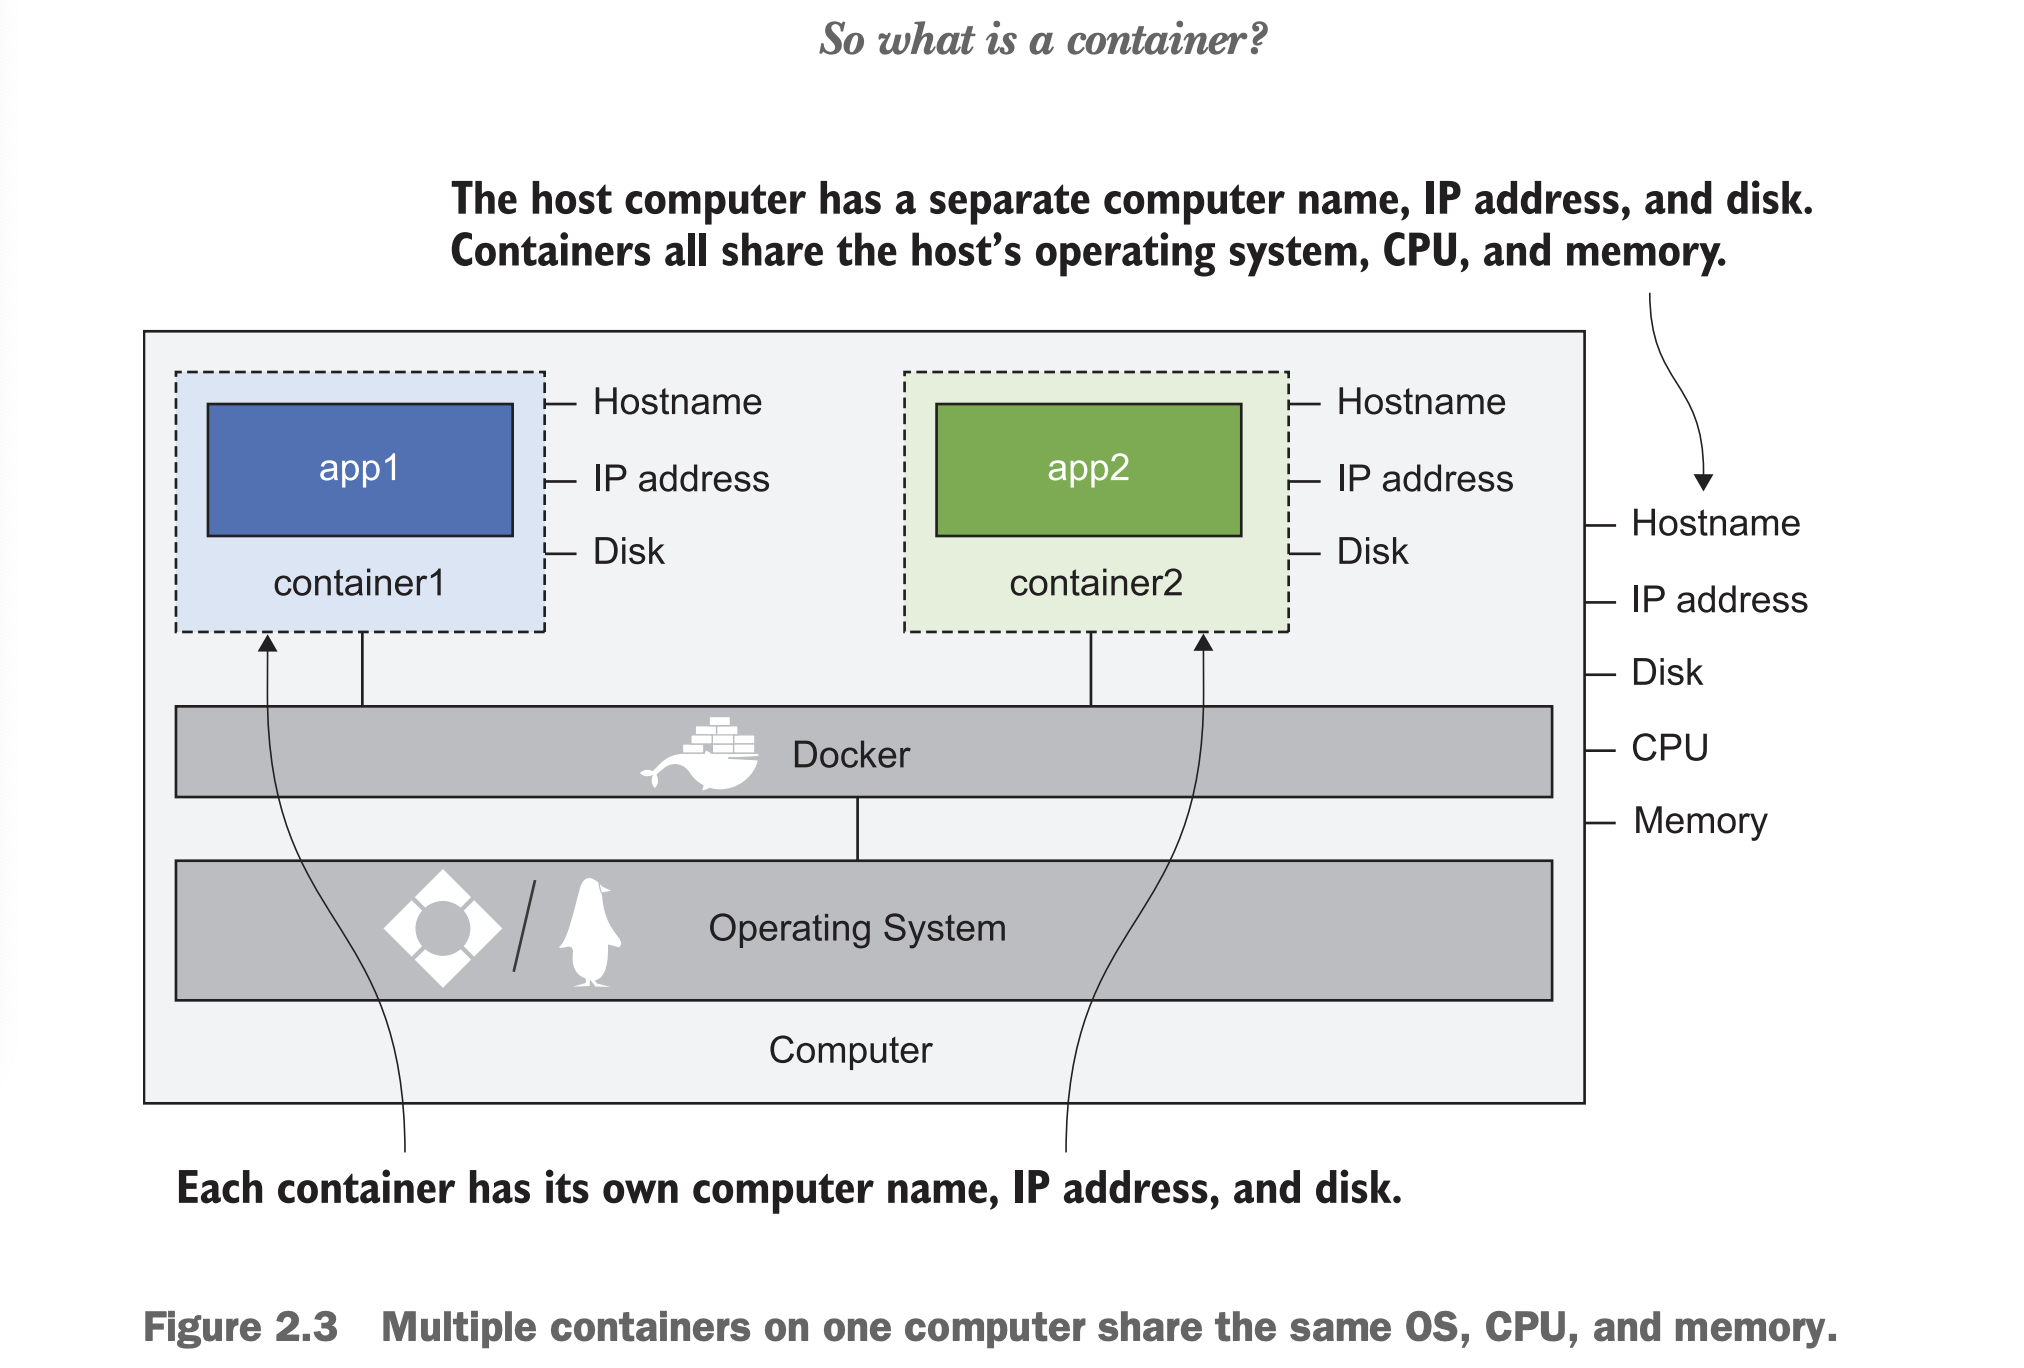 So what is a container?
The host computer has a separate computer name, IP address, and disk.
Containers all share the host’s operating system, CPU, and memory.
app1
container1
Hostname
IP address
Disk
app2
container2
Hostname
IP address
Disk
Hostname
IP address
Disk
CPU
Memory
Docker
Operating System
Computer
Each container has its own computer name, IP address, and disk.
Figure 2.3 Multiple containers on one computer share the same OS, CPU, and memory.